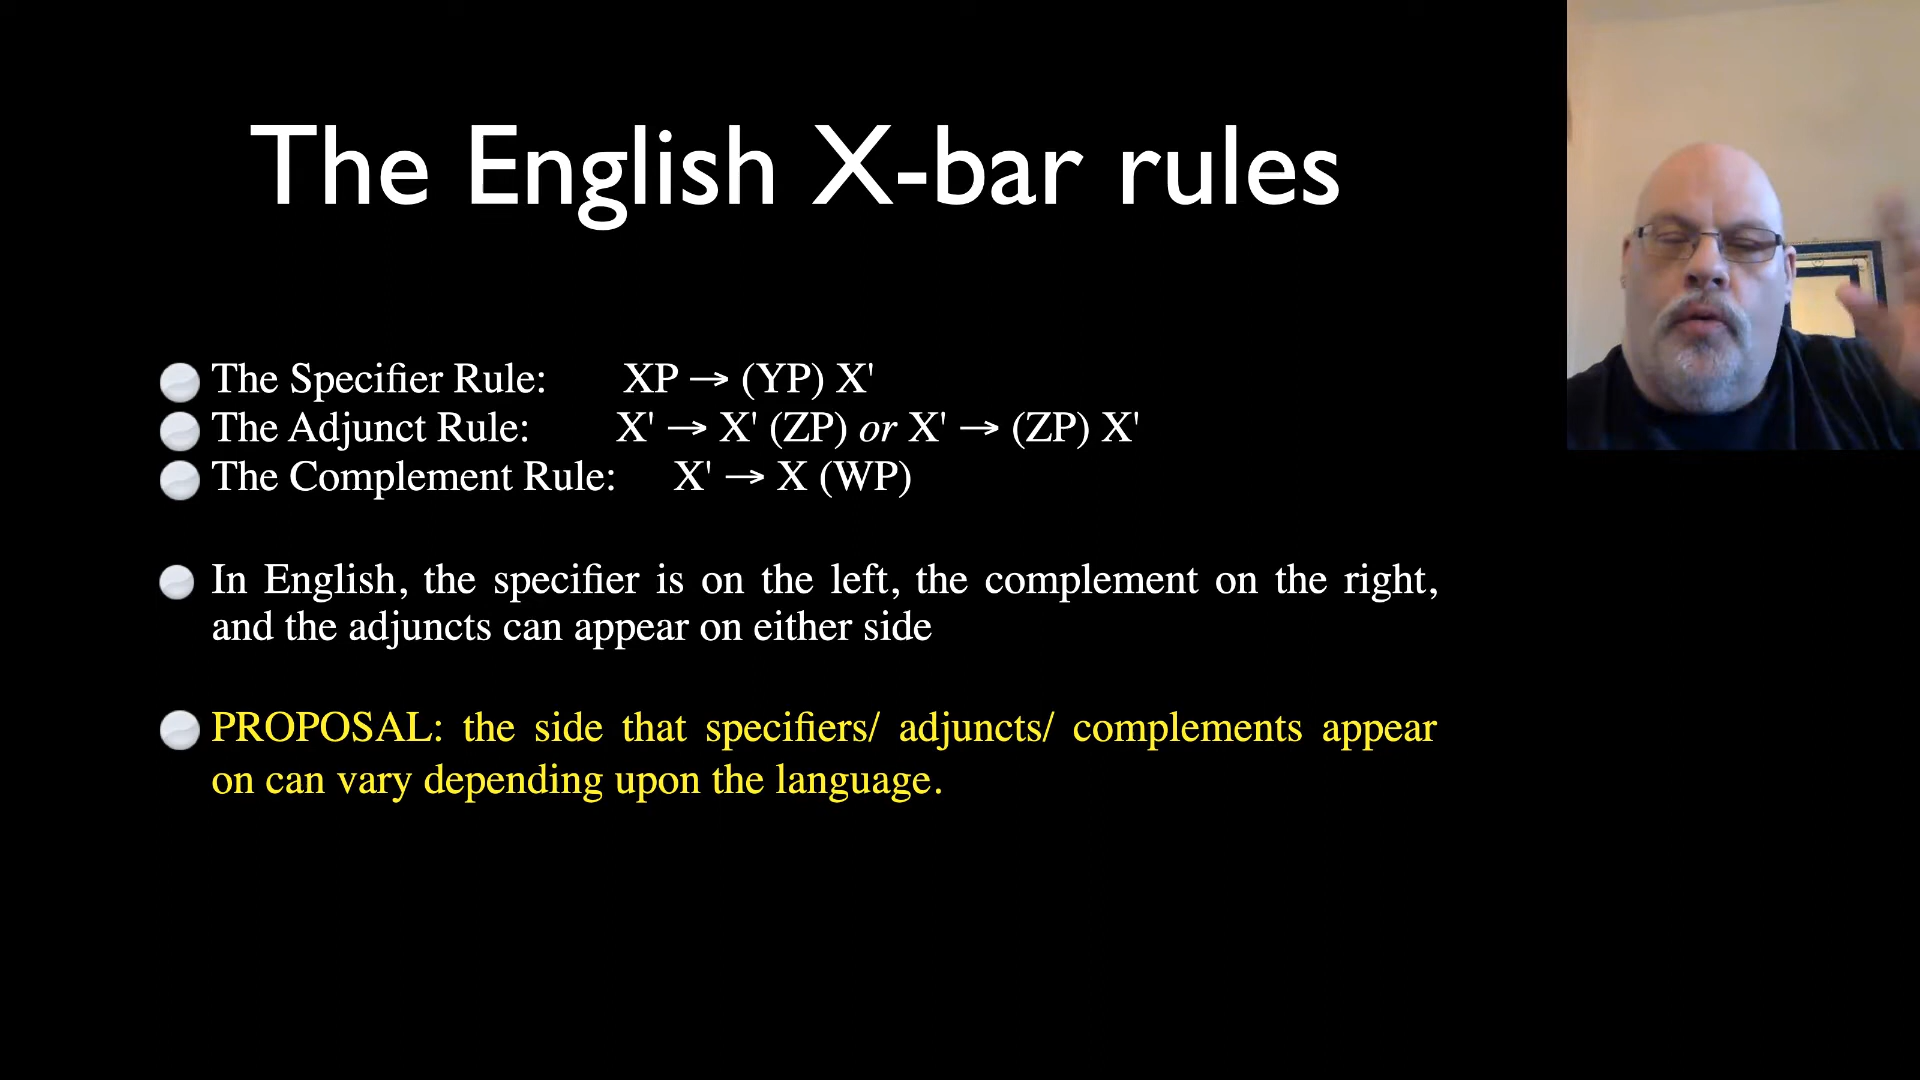 The English X-bar rules
The Specifier Rule: XP → (YP) X'
The Adjunct Rule: X' → X' (ZP) or X' → (ZP) X'
The Complement Rule: X' → X (WP)
In English, the specifier is on the left, the complement on the right,
and the adjuncts can appear on either side
PROPOSAL: the side that specifiers/ adjuncts/ complements appear
on can vary depending upon the language.